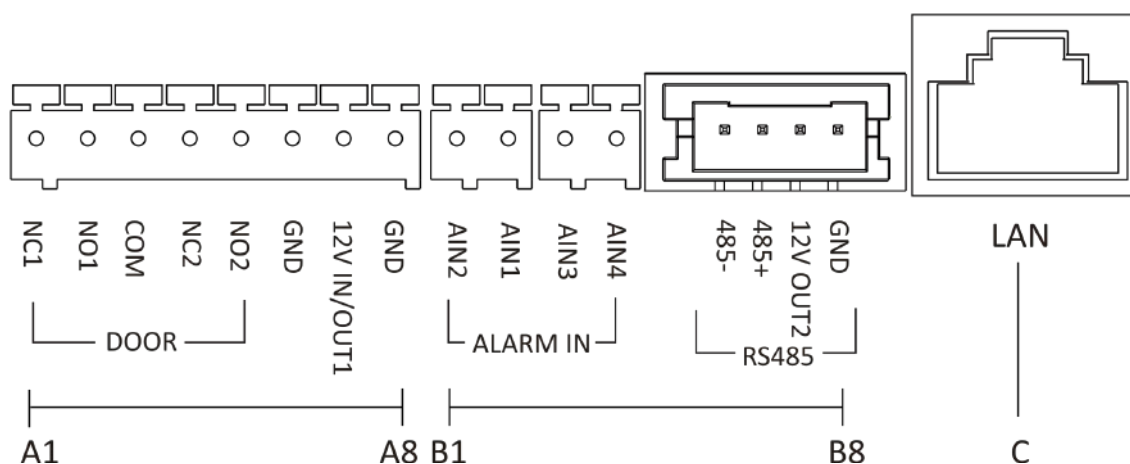 NC1 NO1 COM NC2 NO2 GND 12V IN/OUT1 GND AIN2 AIN1 AIN3 AIN4 485- 485+ 12V OUT2 GND LAN
DOOR ALARM IN RS485
A1 A8 B1 B8 C